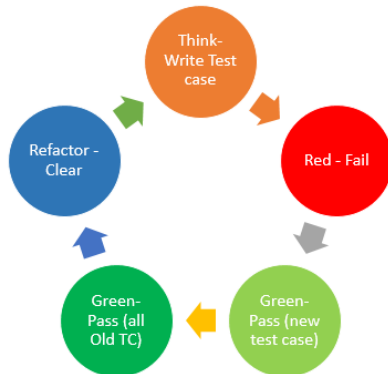 Think-
Write Test
case
Red - Fail
Green-
Pass (new
test case)
Green-
Pass (all
Old TC)
Refactor -
Clear